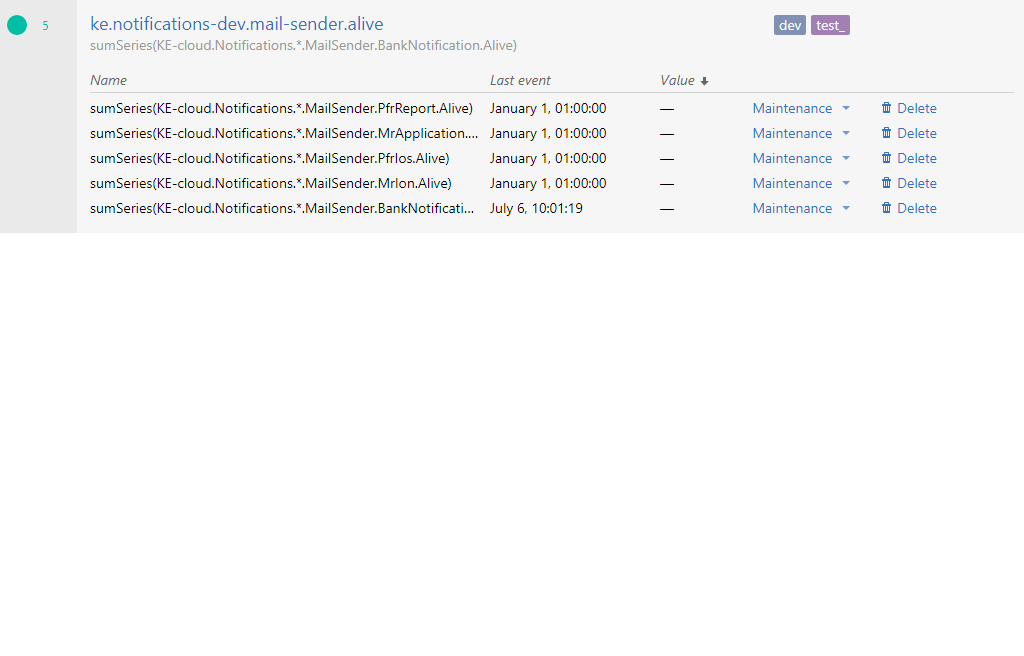 5 ke.notifications-dev.mail-sender.alive dev test_
sumSeries(KE-cloud.Notifications.*.MailSender.BankNotification.Alive)
Name Last event Value
sumSeries(KE-cloud.Notifications.*.MailSender.PfrReport.Alive) January 1, 01:00:00 — Maintenance Delete
sumSeries(KE-cloud.Notifications.*.MailSender.MrApplication.... January 1, 01:00:00 — Maintenance Delete
sumSeries(KE-cloud.Notifications.*.MailSender.PfrIos.Alive) January 1, 01:00:00 — Maintenance Delete
sumSeries(KE-cloud.Notifications.*.MailSender.MrIon.Alive) January 1, 01:00:00 — Maintenance Delete
sumSeries(KE-cloud.Notifications.*.MailSender.BankNotificati... July 6, 10:01:19 — Maintenance Delete